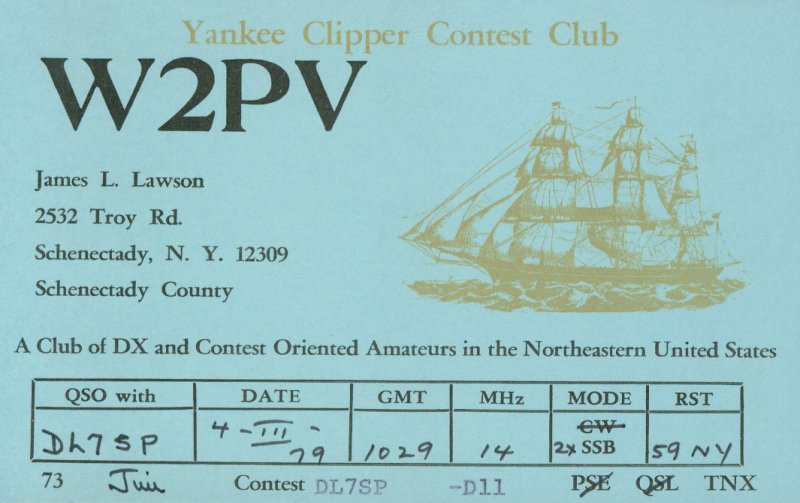 Yankee Clipper Contest Club
W2PV
James L. Lawson
2532 Troy Rd.
Schenectady, N. Y. 12309
Schenectady County
A Club of DX and Contest Oriented Amateurs in the Northeastern United States
QSO with DATE GMT MHz MODE RST
CW
DL7SP 4-III-79 1029 14 2x SSB 59 NY
73 Jim Contest DL7SP -D11 PSE QSL TNX